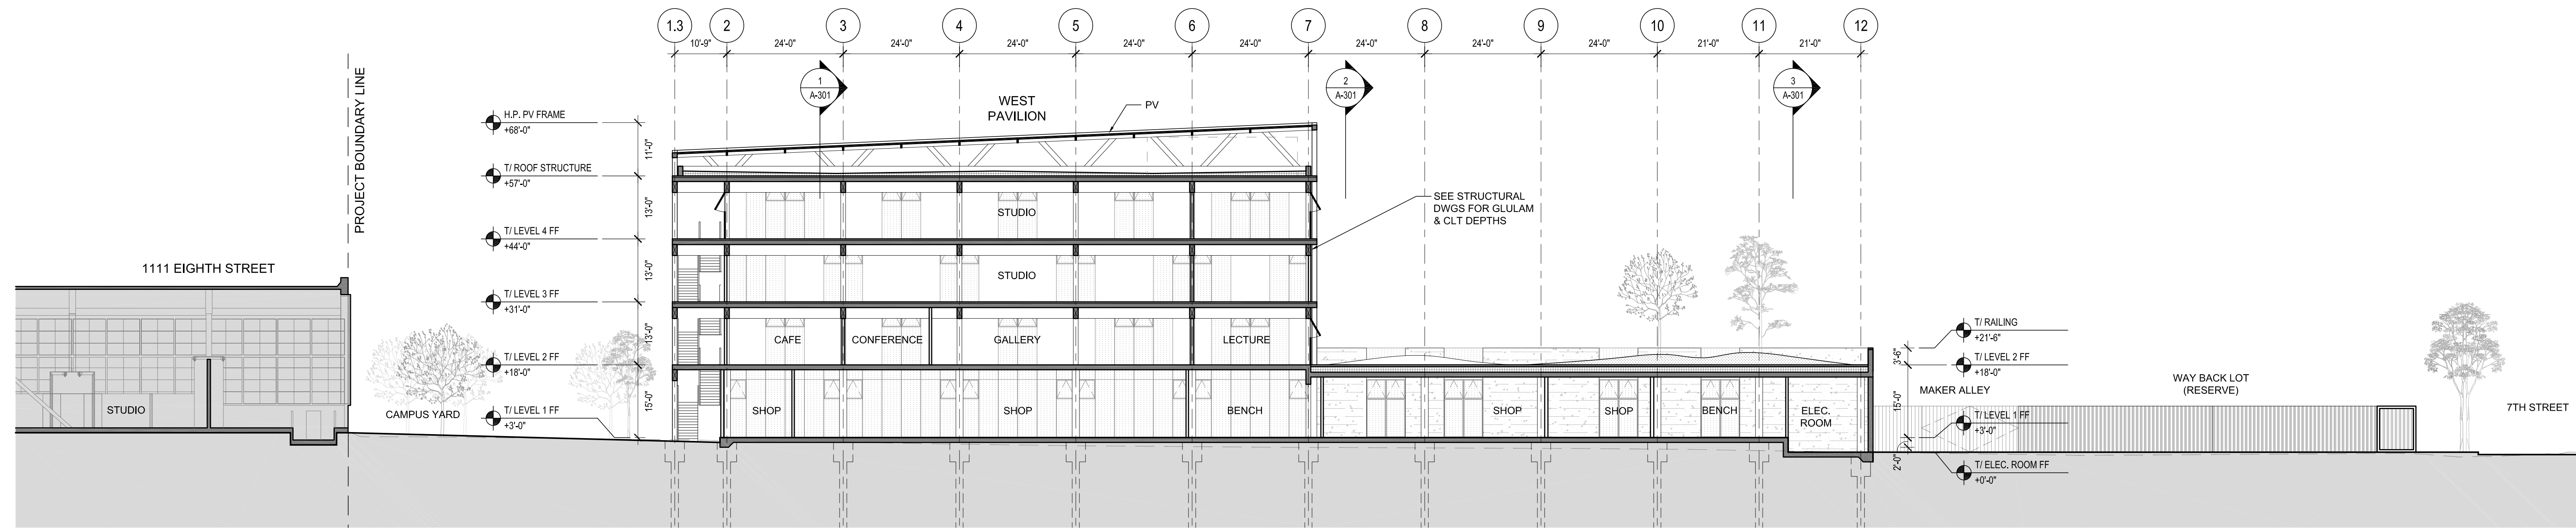 1.3 2 3 4 5 6 7 8 9 10 11 12
10'-9" 24'-0" 24'-0" 24'-0" 24'-0" 24'-0" 24'-0" 24'-0" 24'-0" 21'-0" 21'-0"
1
A-301
2
A-301
3
A-301
PROJECT BOUNDARY LINE
WEST
PAVILION
PV
H.P. PV FRAME
+68'-0"
11'-0"
T/ ROOF STRUCTURE
+57'-0"
13'-0"
T/ LEVEL 4 FF
+44'-0"
13'-0"
T/ LEVEL 3 FF
+31'-0"
13'-0"
T/ LEVEL 2 FF
+18'-0"
15'-0"
T/ LEVEL 1 FF
+3'-0"
SEE STRUCTURAL
DWGS FOR GLULAM
& CLT DEPTHS
1111 EIGHTH STREET
STUDIO
CAMPUS YARD
STUDIO
STUDIO
CAFE CONFERENCE GALLERY LECTURE
SHOP SHOP BENCH SHOP SHOP BENCH
ELEC.
ROOM
T/ RAILING
+21'-6"
3'-6"
T/ LEVEL 2 FF
+18'-0"
15'-0"
MAKER ALLEY
T/ LEVEL 1 FF
+3'-0"
2'-0"
T/ ELEC. ROOM FF
+0'-0"
WAY BACK LOT
(RESERVE)
7TH STREET